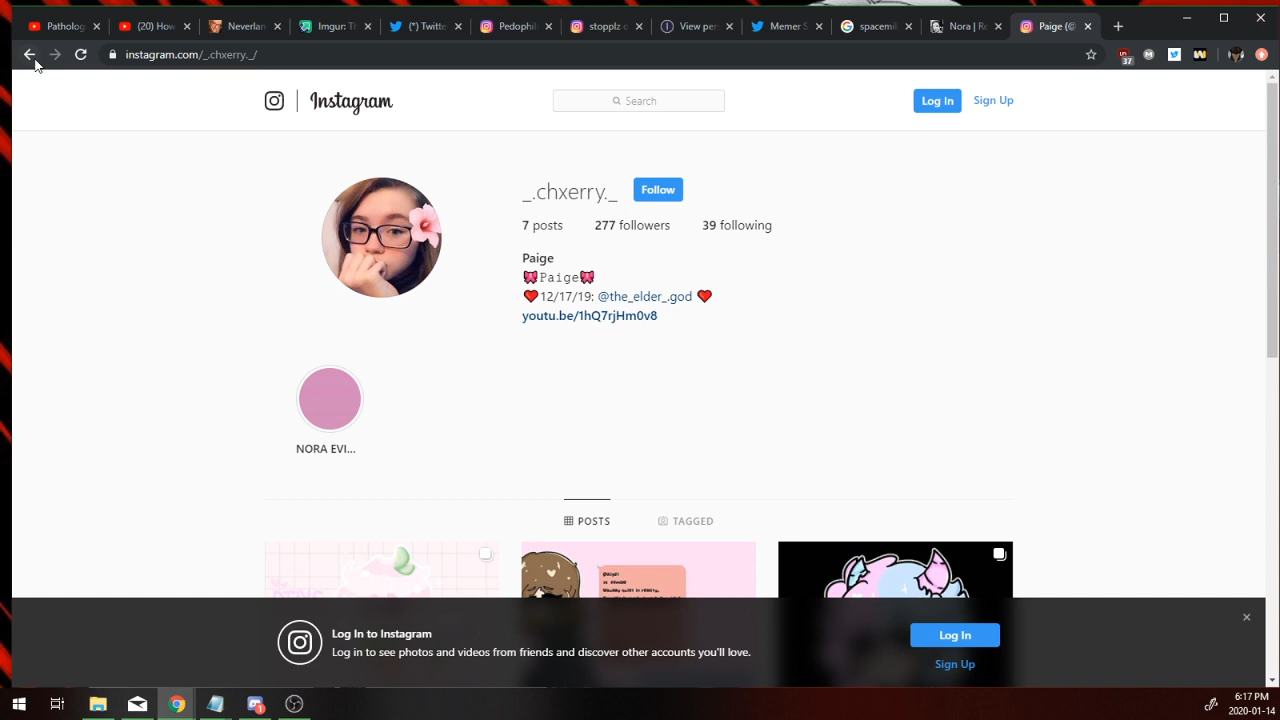 Patholog
(20) How
Neverlan
Imgur: Th
(*) Twitte
Pedophil
stopplz o
View per
Memer S
spacemil
Nora | Re
Paige (@
instagram.com/_.chxerry._/
37
Instagram
Search
Log In
Sign Up
_.chxerry._
Follow
7 posts
277 followers
39 following
Paige
🎀Paige🎀
❤️12/17/19: @the_elder_.god ❤️
youtu.be/1hQ7rjHm0v8
NORA EVI...
POSTS
TAGGED
Log In to Instagram
Log in to see photos and videos from friends and discover other accounts you'll love.
Log In
Sign Up
6:17 PM
2020-01-14